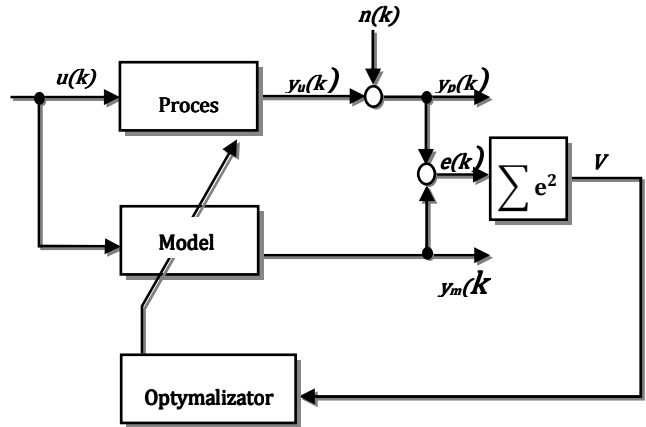 n(k)
u(k)
yu(k)
yp(k)
Proces
e(k)
V
∑ e²
Model
ym(k
Optymalizator